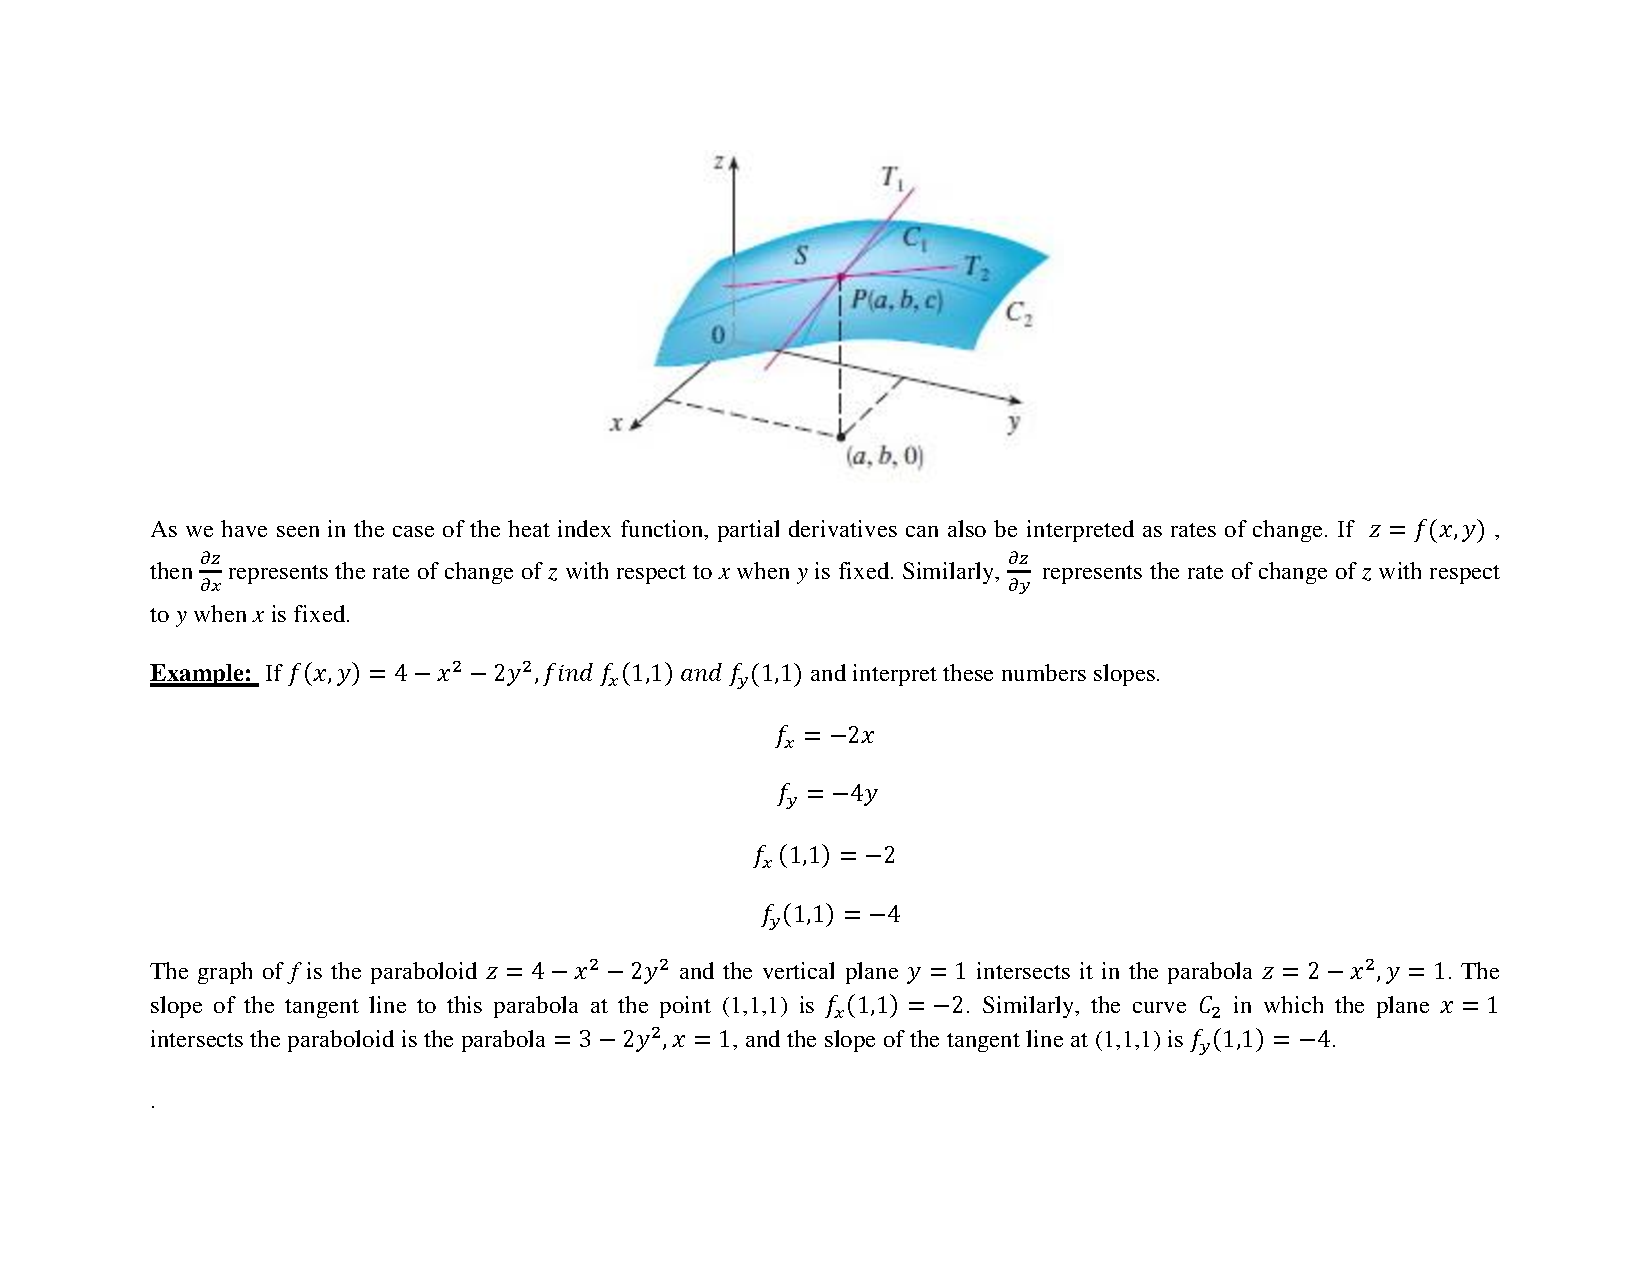 z
T₁
C₁
S
T₂
P(a, b, c)
C₂
0
x
y
(a, b, 0)
As we have seen in the case of the heat index function, partial derivatives can also be interpreted as rates of change. If z = f(x, y) ,
then ∂z/∂x represents the rate of change of z with respect to x when y is fixed. Similarly, ∂z/∂y represents the rate of change of z with respect
to y when x is fixed.
Example: If f(x, y) = 4 − x² − 2y², find fₓ(1,1) and f_y(1,1) and interpret these numbers slopes.
fₓ = −2x
f_y = −4y
fₓ (1,1) = −2
f_y(1,1) = −4
The graph of f is the paraboloid z = 4 − x² − 2y² and the vertical plane y = 1 intersects it in the parabola z = 2 − x², y = 1. The
slope of the tangent line to this parabola at the point (1,1,1) is fₓ(1,1) = −2. Similarly, the curve C₂ in which the plane x = 1
intersects the paraboloid is the parabola = 3 − 2y², x = 1, and the slope of the tangent line at (1,1,1) is f_y(1,1) = −4.
.